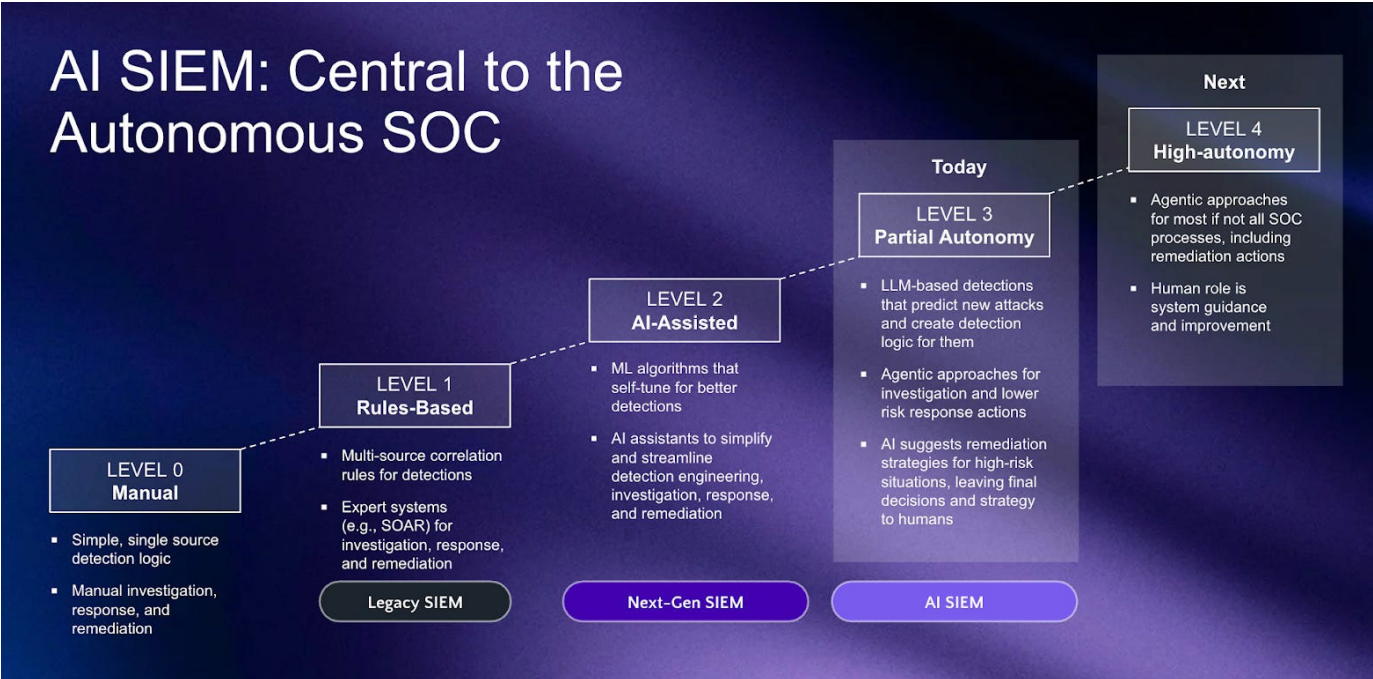 AI SIEM: Central to the
Autonomous SOC
LEVEL 0
Manual
▪ Simple, single source
detection logic
▪ Manual investigation,
response, and
remediation
LEVEL 1
Rules-Based
▪ Multi-source correlation
rules for detections
▪ Expert systems
(e.g., SOAR) for
investigation, response,
and remediation
Legacy SIEM
LEVEL 2
AI-Assisted
▪ ML algorithms that
self-tune for better
detections
▪ AI assistants to simplify
and streamline
detection engineering,
investigation, response,
and remediation
Next-Gen SIEM
Today
LEVEL 3
Partial Autonomy
▪ LLM-based detections
that predict new attacks
and create detection
logic for them
▪ Agentic approaches for
investigation and lower
risk response actions
▪ AI suggests remediation
strategies for high-risk
situations, leaving final
decisions and strategy
to humans
AI SIEM
Next
LEVEL 4
High-autonomy
▪ Agentic approaches
for most if not all SOC
processes, including
remediation actions
▪ Human role is
system guidance
and improvement